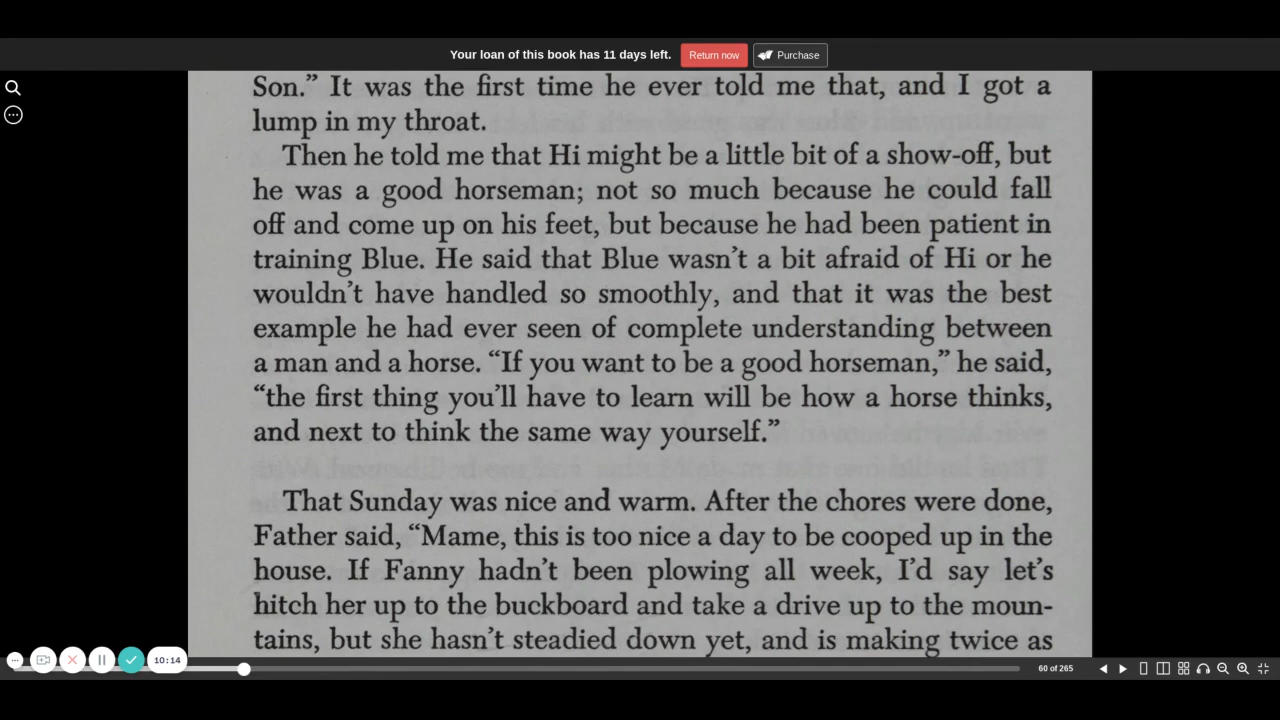 Your loan of this book has 11 days left. Return now Purchase
Son.” It was the first time he ever told me that, and I got a
lump in my throat.
Then he told me that Hi might be a little bit of a show-off, but
he was a good horseman; not so much because he could fall
off and come up on his feet, but because he had been patient in
training Blue. He said that Blue wasn’t a bit afraid of Hi or he
wouldn’t have handled so smoothly, and that it was the best
example he had ever seen of complete understanding between
a man and a horse. “If you want to be a good horseman,” he said,
“the first thing you’ll have to learn will be how a horse thinks,
and next to think the same way yourself.”
That Sunday was nice and warm. After the chores were done,
Father said, “Mame, this is too nice a day to be cooped up in the
house. If Fanny hadn’t been plowing all week, I’d say let’s
hitch her up to the buckboard and take a drive up to the moun-
tains, but she hasn’t steadied down yet, and is making twice as
10:14
60 of 265